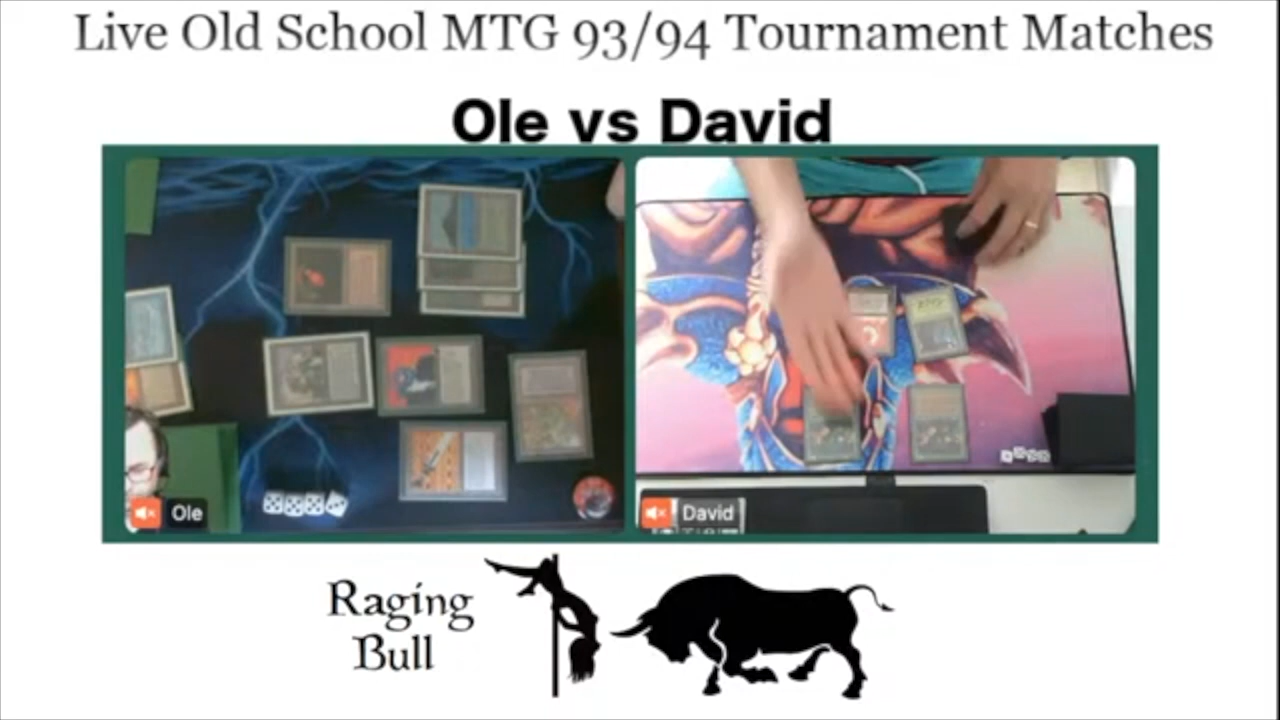 Live Old School MTG 93/94 Tournament Matches
Ole vs David
Ole
David
Raging
Bull